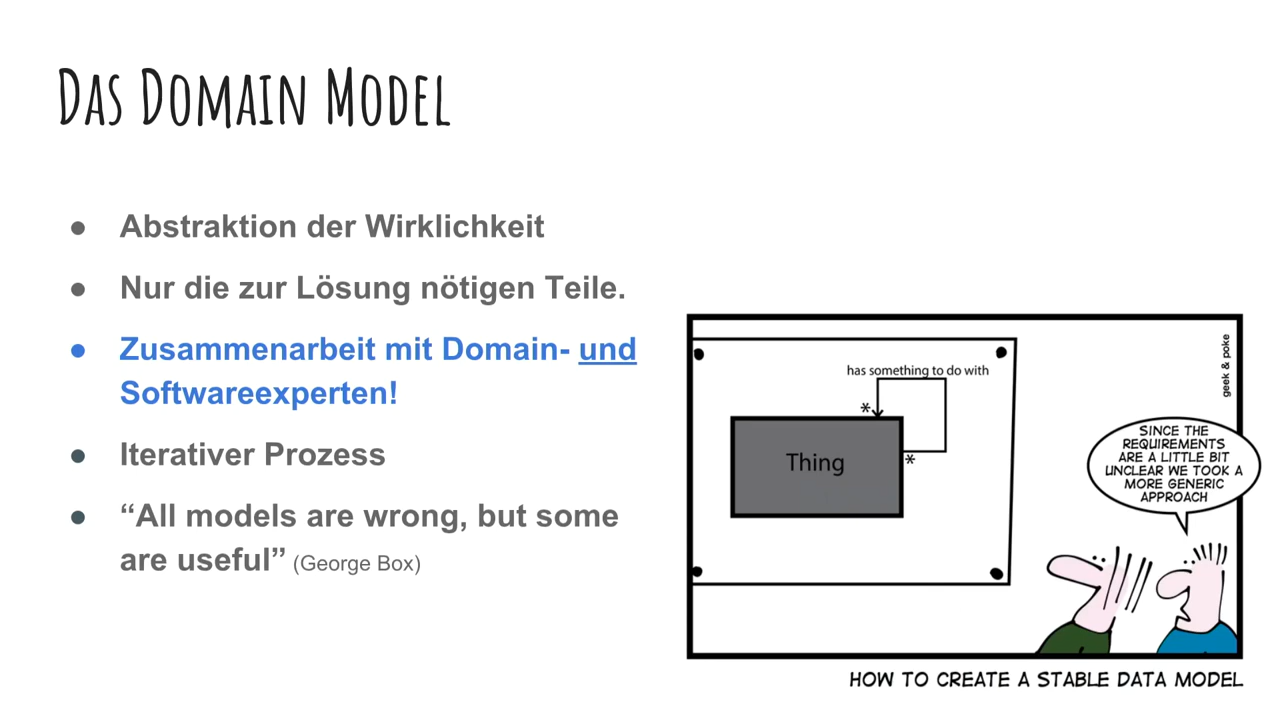 Das Domain Model
● Abstraktion der Wirklichkeit
● Nur die zur Lösung nötigen Teile.
● Zusammenarbeit mit Domain- und
Softwareexperten!
● Iterativer Prozess
● “All models are wrong, but some
are useful” (George Box)
geek & poke
has something to do with
*
*
Thing
SINCE THE
REQUIREMENTS
ARE A LITTLE BIT
UNCLEAR WE TOOK A
MORE GENERIC
APPROACH
HOW TO CREATE A STABLE DATA MODEL